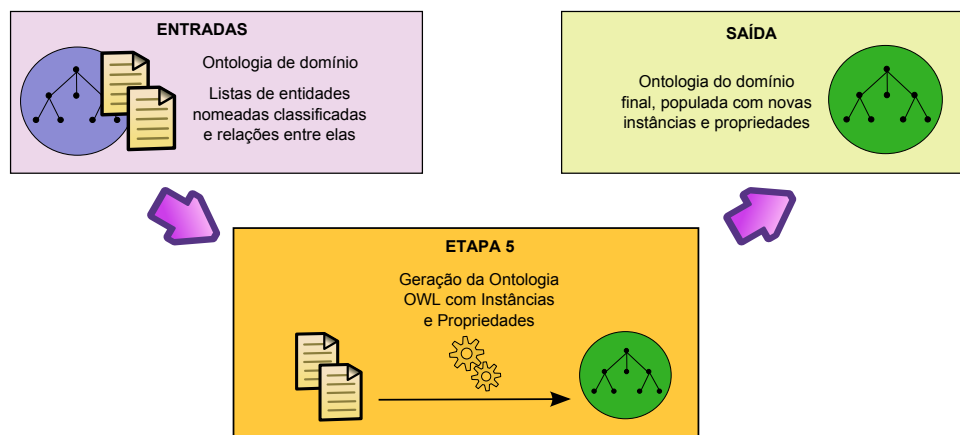 ENTRADAS
Ontologia de domínio
Listas de entidades
nomeadas classificadas
e relações entre elas
SAÍDA
Ontologia do domínio
final, populada com novas
instâncias e propriedades
ETAPA 5
Geração da Ontologia
OWL com Instâncias
e Propriedades